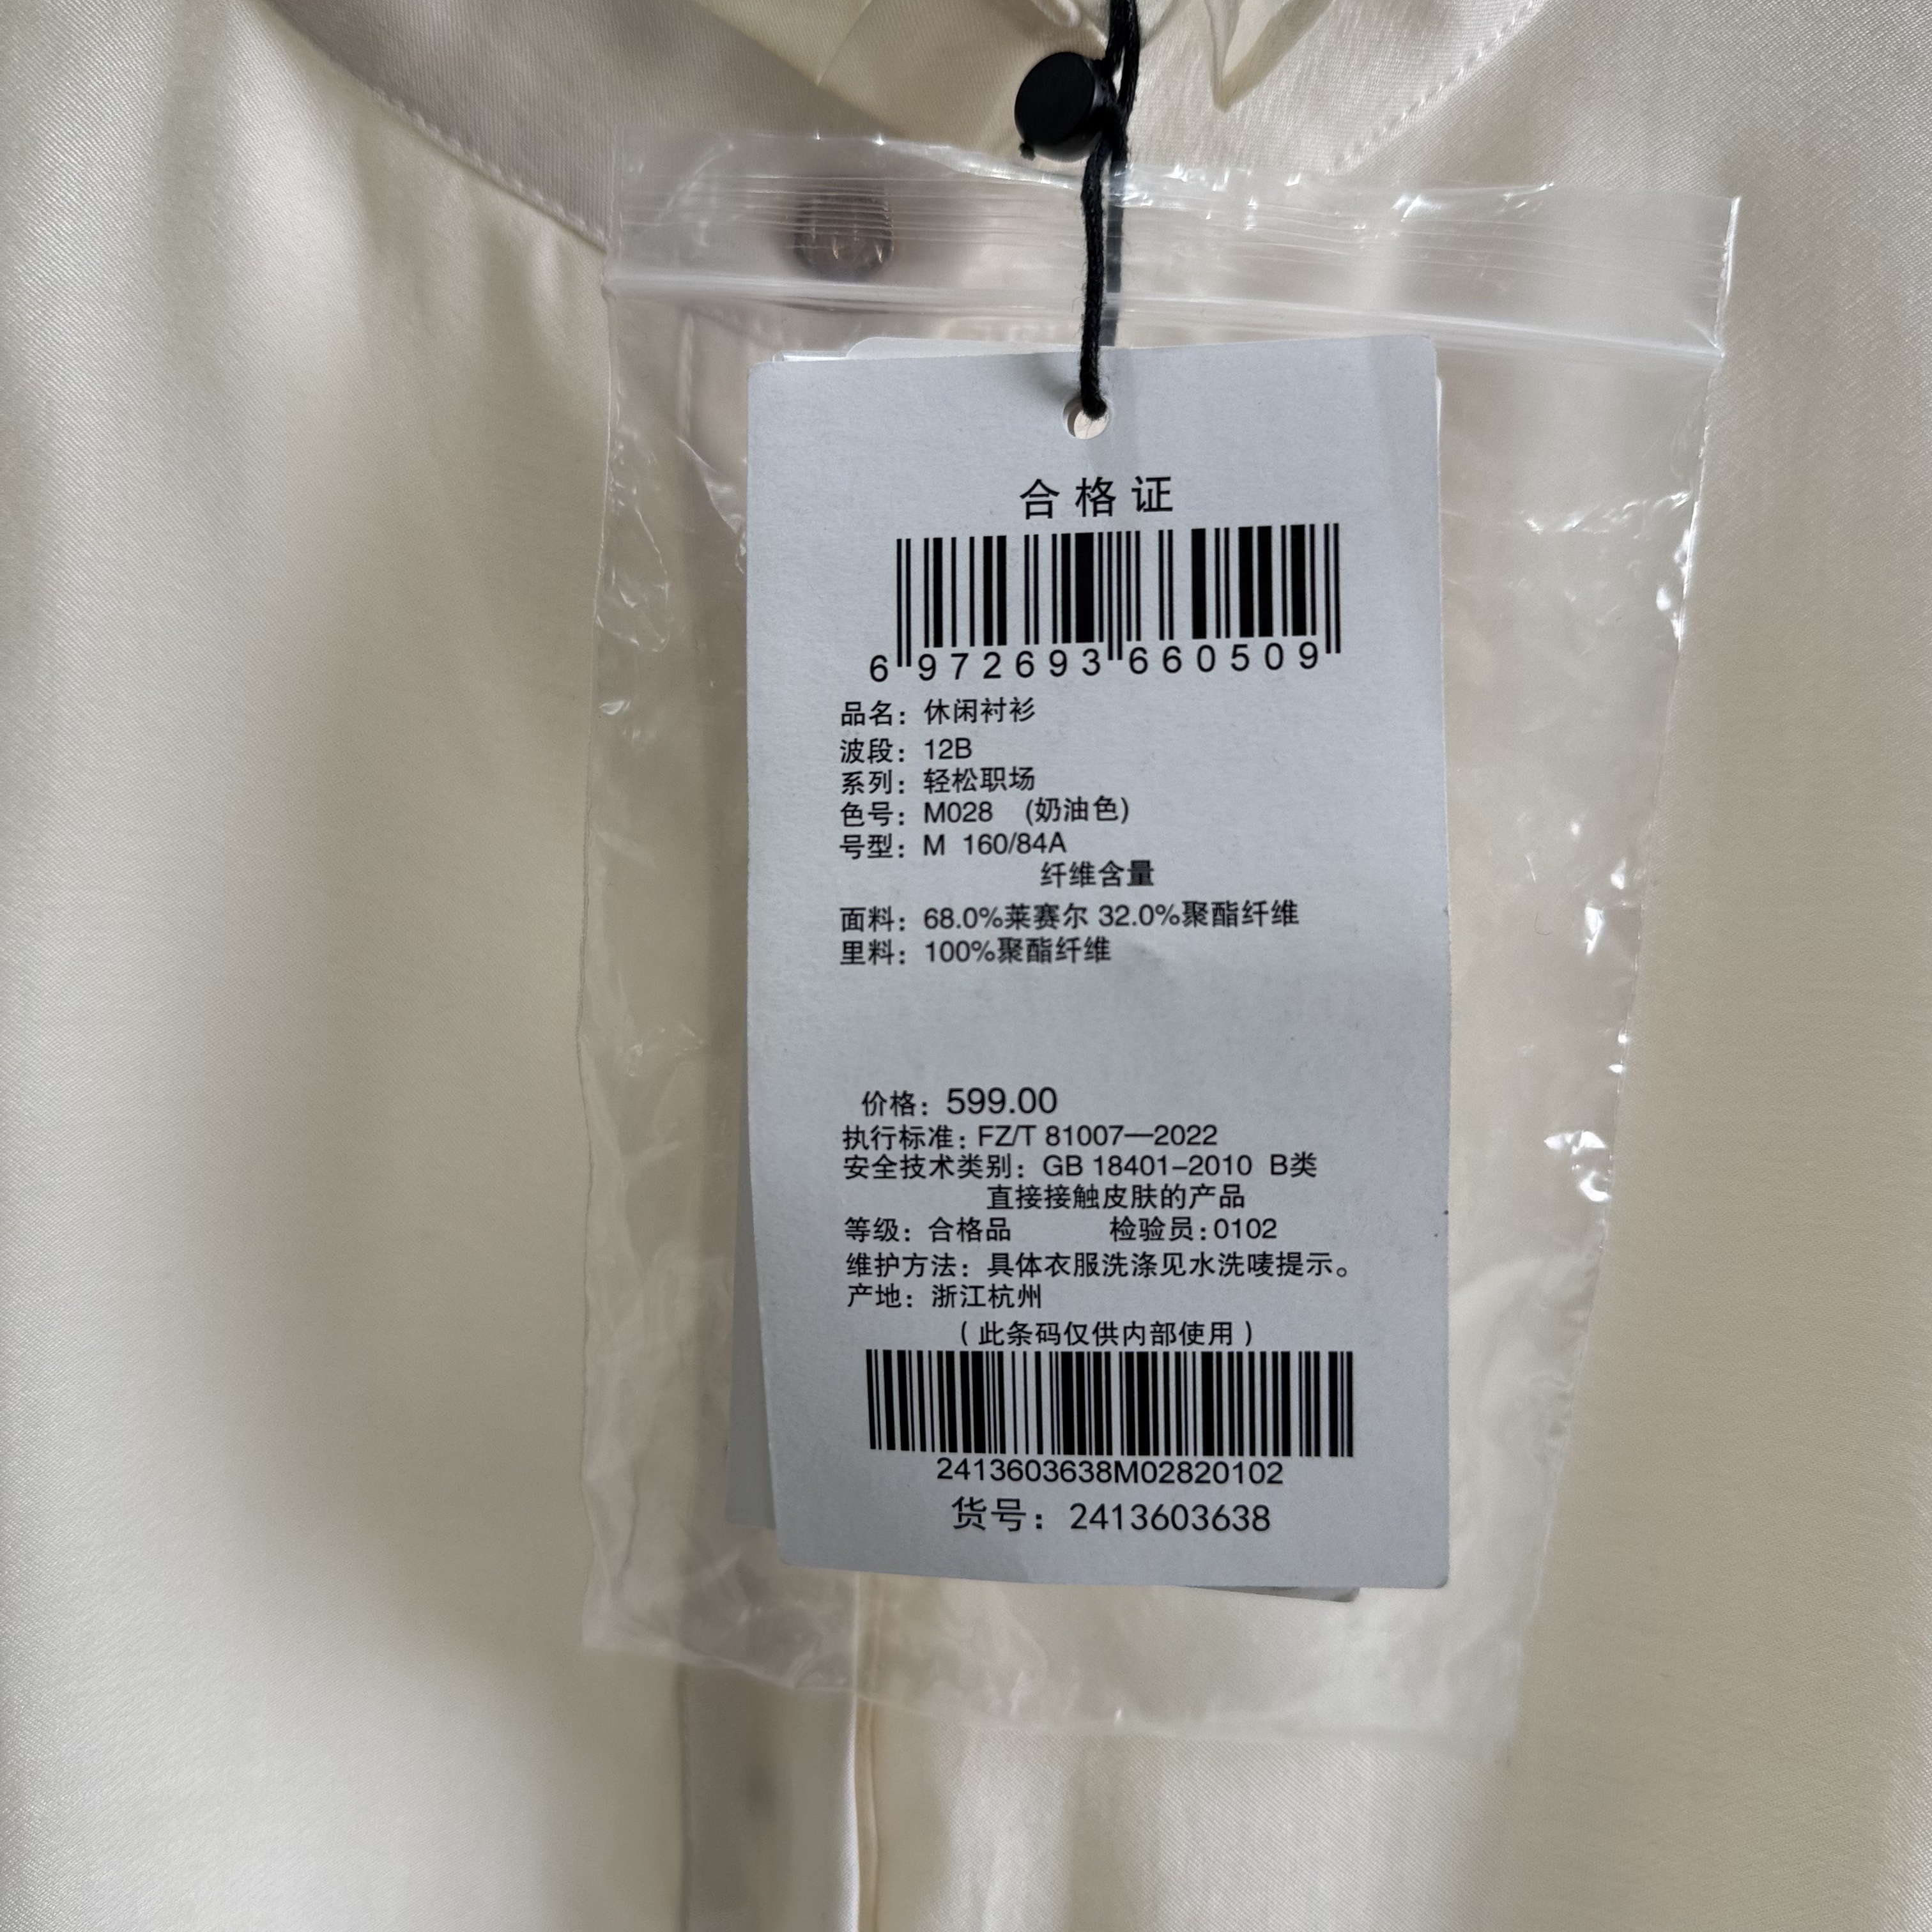 合格证
6 972693 660509
品名：休闲衬衫
波段：12B
系列：轻松职场
色号：M028 (奶油色)
号型：M 160/84A
纤维含量
面料：68.0%莱赛尔 32.0%聚酯纤维
里料：100%聚酯纤维
价格：599.00
执行标准：FZ/T 81007—2022
安全技术类别：GB 18401–2010 B类
直接接触皮肤的产品
等级：合格品 检验员：0102
维护方法：具体衣服洗涤见水洗唛提示。
产地：浙江杭州
（此条码仅供内部使用）
2413603638M02820102
货号：2413603638